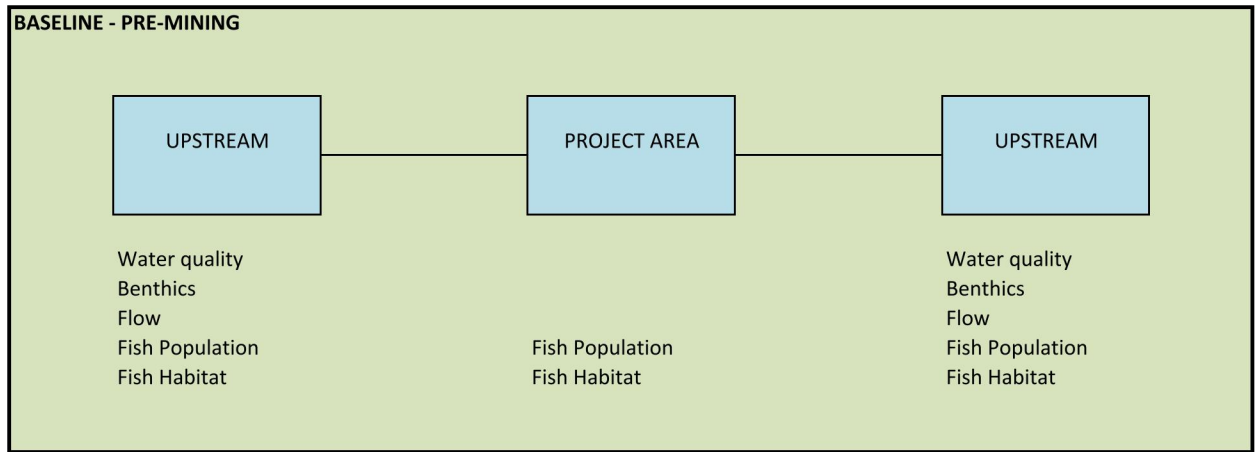 BASELINE - PRE-MINING
UPSTREAM
PROJECT AREA
UPSTREAM
Water quality
Benthics
Flow
Fish Population
Fish Habitat
Fish Population
Fish Habitat
Water quality
Benthics
Flow
Fish Population
Fish Habitat